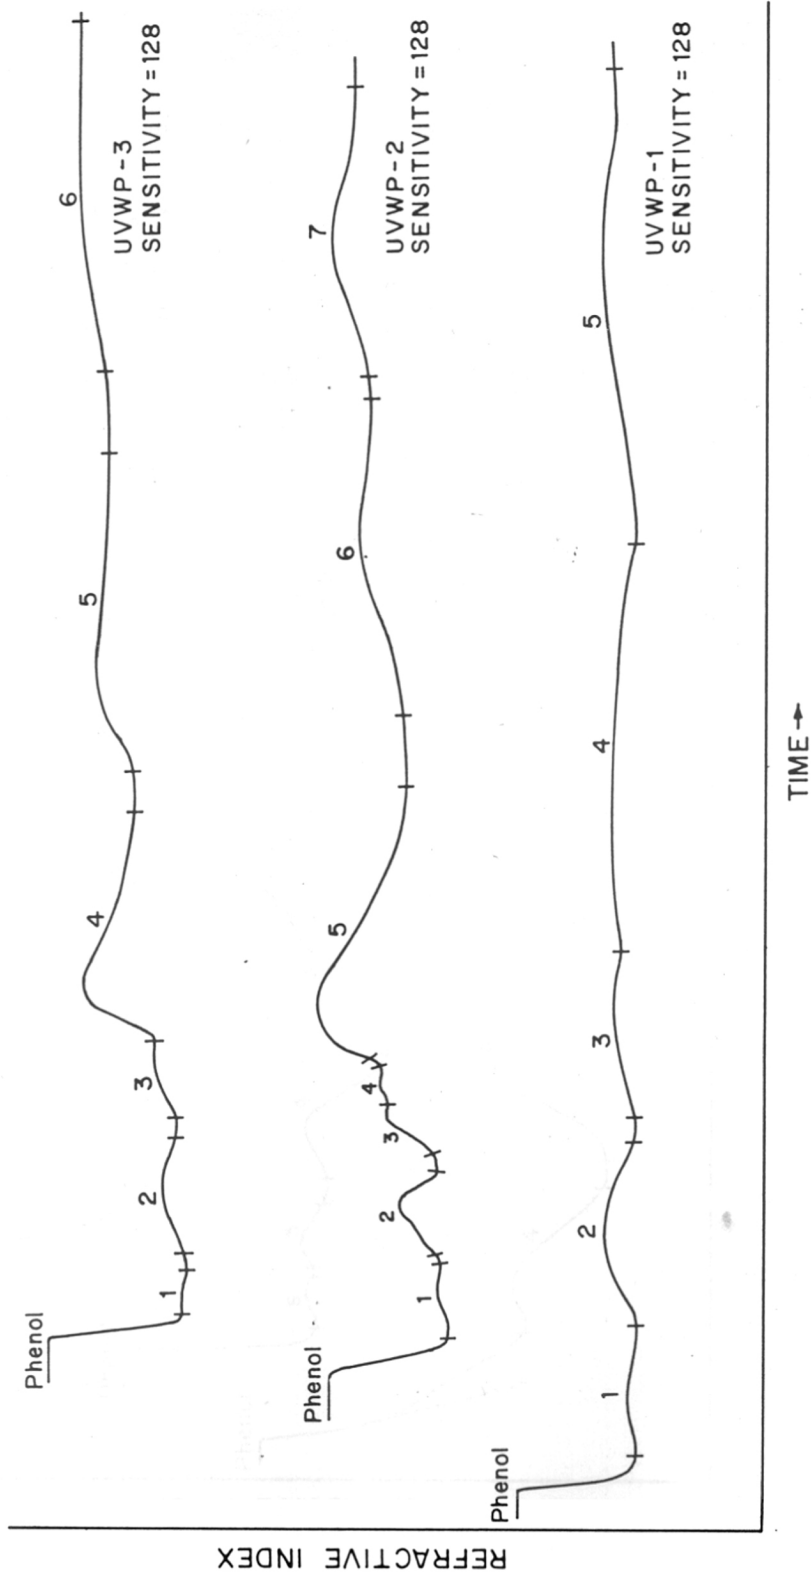 Phenol
1
2
3
4
5
6
UVWP-3
SENSITIVITY = 128
Phenol
1
2
3
4
5
6
7
UVWP-2
SENSITIVITY = 128
Phenol
1
2
3
4
5
UVWP-1
SENSITIVITY = 128
REFRACTIVE INDEX
TIME →